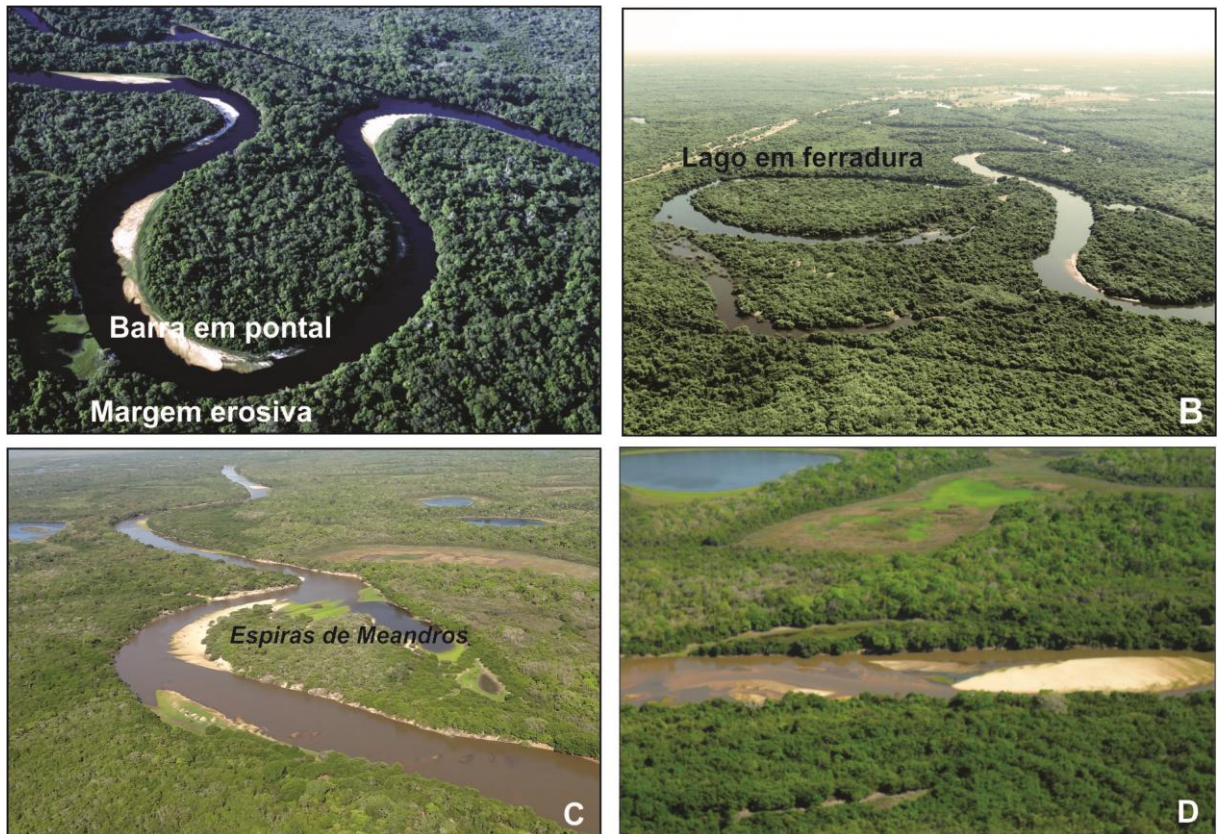 Barra em pontal
Margem erosiva
Lago em ferradura
B
Espiras de Meandros
C
D